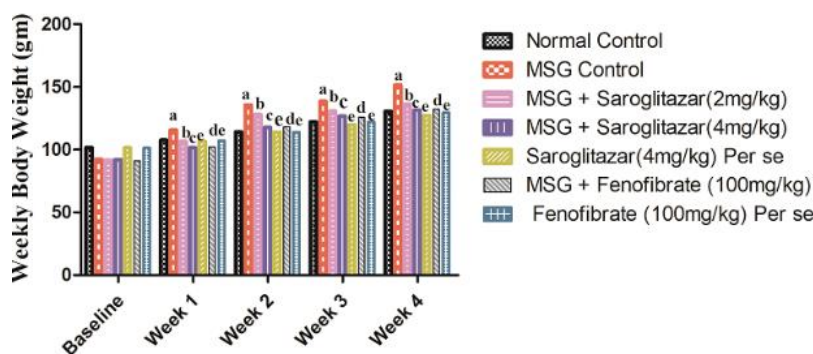 Weekly Body Weight (gm)
200
150
100
50
0
a
b
c
e
d
e
a
b
c
e
d
e
a
b
c
e
d
e
a
b
c
e
d
e
Baseline
Week 1
Week 2
Week 3
Week 4
Normal Control
MSG Control
MSG + Saroglitazar(2mg/kg)
MSG + Saroglitazar(4mg/kg)
Saroglitazar(4mg/kg) Per se
MSG + Fenofibrate (100mg/kg)
Fenofibrate (100mg/kg) Per se